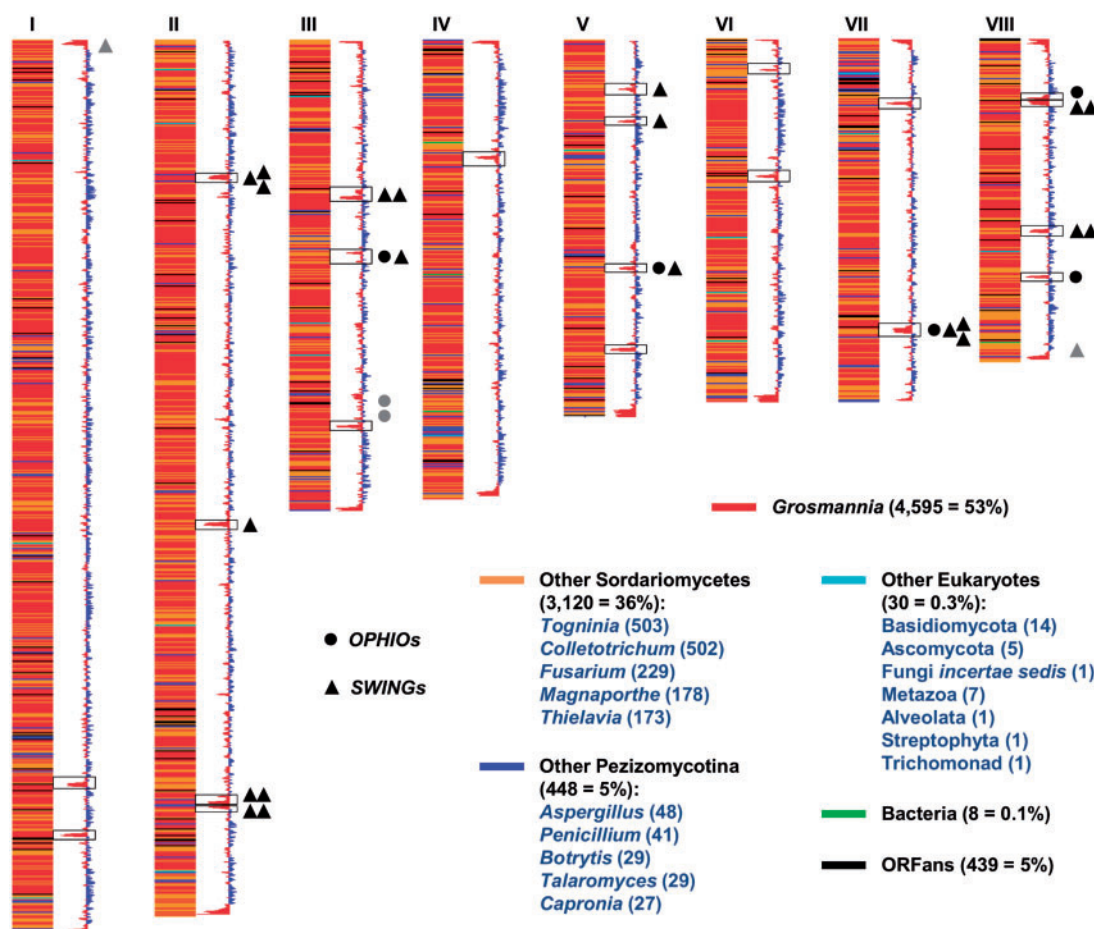 I II III IV V VI VII VIII
Grosmannia (4,595 = 53%)
OPHIOs
SWINGs
Other Sordariomycetes
(3,120 = 36%):
Togninia (503)
Colletotrichum (502)
Fusarium (229)
Magnaporthe (178)
Thielavia (173)
Other Pezizomycotina
(448 = 5%):
Aspergillus (48)
Penicillium (41)
Botrytis (29)
Talaromyces (29)
Capronia (27)
Other Eukaryotes
(30 = 0.3%):
Basidiomycota (14)
Ascomycota (5)
Fungi incertae sedis (1)
Metazoa (7)
Alveolata (1)
Streptophyta (1)
Trichomonad (1)
Bacteria (8 = 0.1%)
ORFans (439 = 5%)